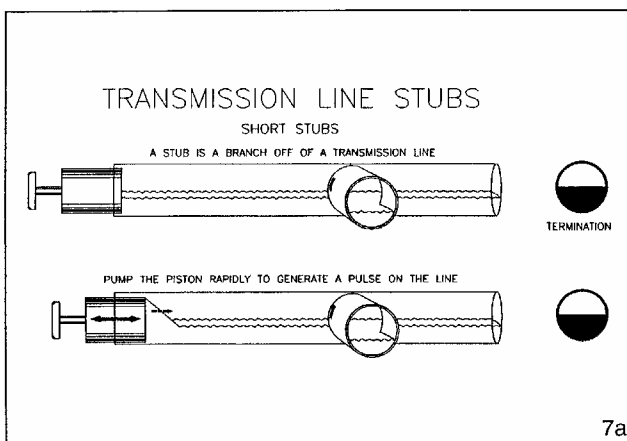 TRANSMISSION LINE STUBS
SHORT STUBS
A STUB IS A BRANCH OFF OF A TRANSMISSION LINE
TERMINATION
PUMP THE PISTON RAPIDLY TO GENERATE A PULSE ON THE LINE
7a